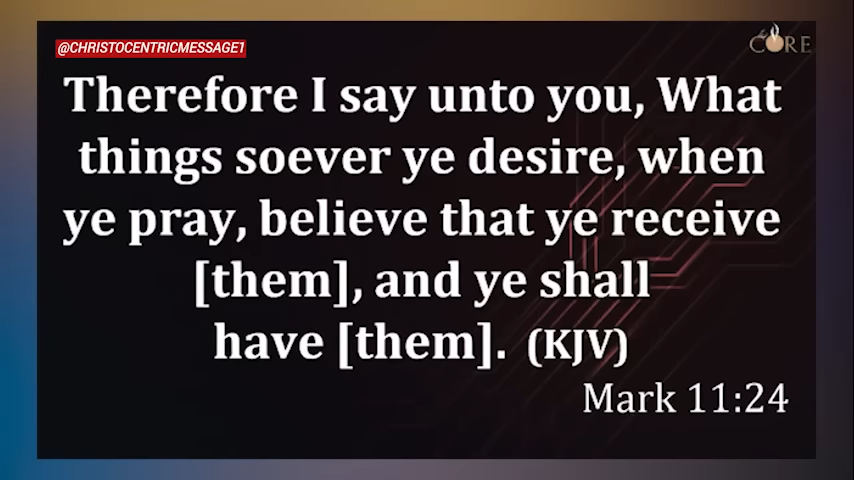 @CHRISTOCENTRICMESSAGE1
CORE
Therefore I say unto you, What
things soever ye desire, when
ye pray, believe that ye receive
[them], and ye shall
have [them]. (KJV)
Mark 11:24